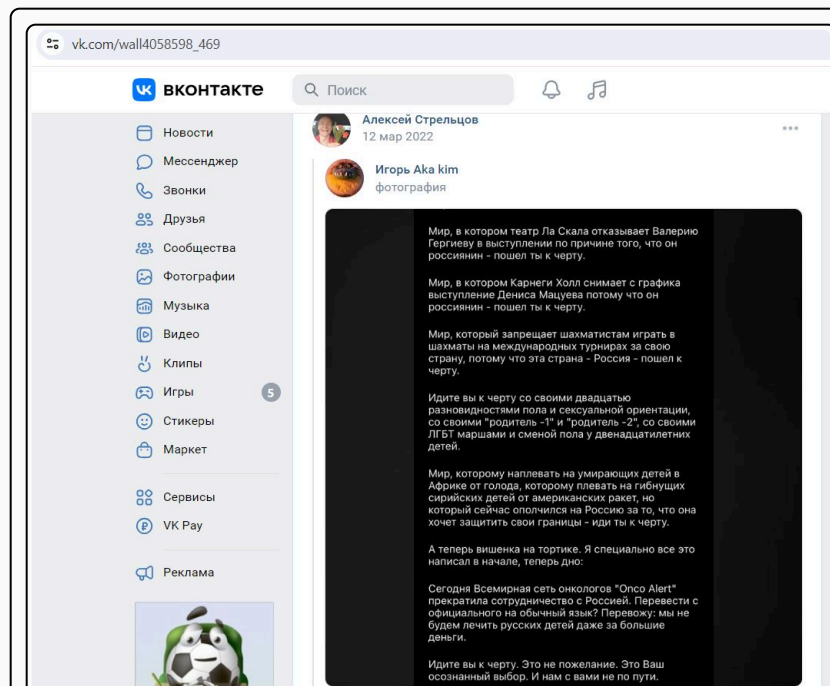 vk.com/wall4058598_469
вконтакте
Поиск
Алексей Стрельцов
12 мар 2022
Новости
Мессенджер
Звонки
Друзья
Сообщества
Фотографии
Музыка
Видео
Клипы
Игры
5
Стикеры
Маркет
Сервисы
VK Pay
Реклама
Игорь Aka kim
фотография
Мир, в котором театр Ла Скала отказывает Валерию
Гергиеву в выступлении по причине того, что он
россиянин - пошел ты к черту.
Мир, в котором Карнеги Холл снимает с графика
выступление Дениса Мацуева потому что он
россиянин - пошел ты к черту.
Мир, который запрещает шахматистам играть в
шахматы на международных турнирах за свою
страну, потому что эта страна - Россия - пошел к
черту.
Идите вы к черту со своими двадцатью
разновидностями пола и сексуальной ориентации,
со своими "родитель -1" и "родитель -2", со своими
ЛГБТ маршами и сменой пола у двенадцатилетних
детей.
Мир, которому наплевать на умирающих детей в
Африке от голода, которому плевать на гибнущих
сирийских детей от американских ракет, но
который сейчас ополчился на Россию за то, что она
хочет защитить свои границы - иди ты к черту.
А теперь вишенка на тортике. Я специально все это
написал в начале, теперь дно:
Сегодня Всемирная сеть онкологов "Onco Alert"
прекратила сотрудничество с Россией. Перевести с
официального на обычный язык? Перевожу: мы не
будем лечить русских детей даже за большие
деньги.
Идите вы к черту. Это не пожелание. Это Ваш
осознанный выбор. И нам с вами не по пути.